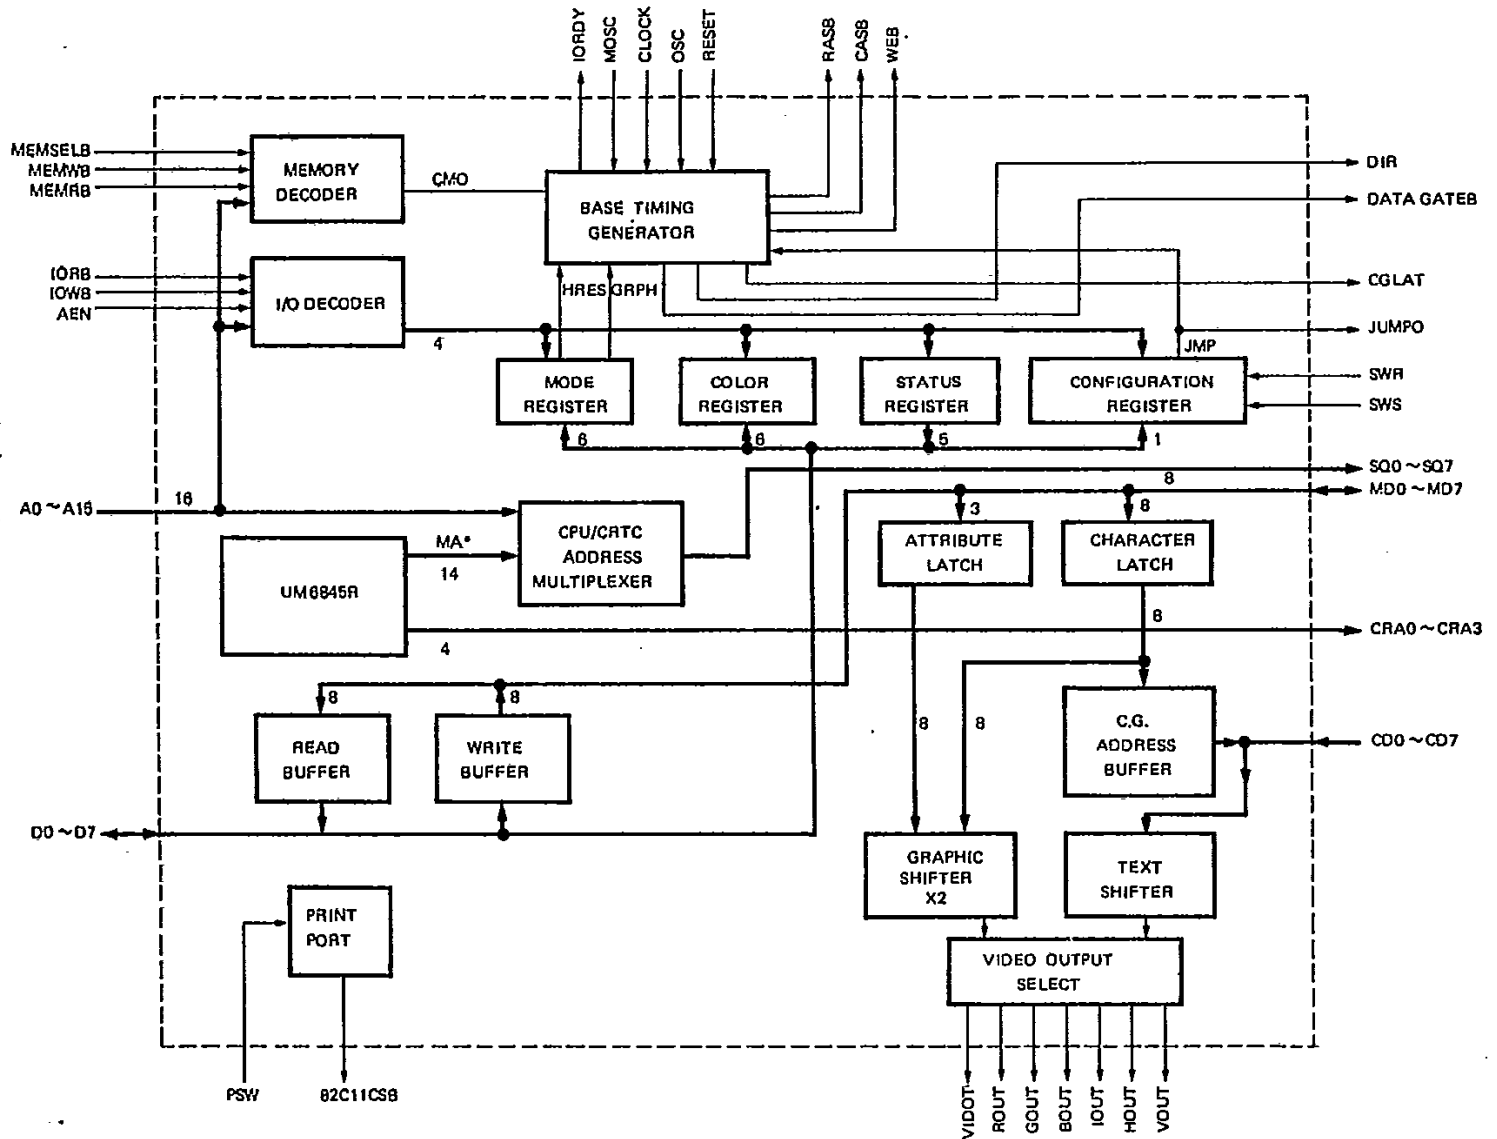 IORDY
MOSC
CLOCK
OSC
RESET
RASB
CASB
WEB
MEMSELB
MEMWB
MEMRB
MEMORY
DECODER
CMO
BASE TIMING
GENERATOR
DIR
DATA GATEB
IORB
IOWB
AEN
I/O DECODER
HRES
GRPH
CGLAT
JUMPO
4
JMP
MODE
REGISTER
COLOR
REGISTER
STATUS
REGISTER
CONFIGURATION
REGISTER
SWR
SWS
6
6
5
1
SQ0~SQ7
8
MD0~MD7
A0~A15
16
CPU/CRTC
ADDRESS
MULTIPLEXER
MA*
14
3
8
ATTRIBUTE
LATCH
CHARACTER
LATCH
UM6845R
8
4
CRA0~CRA3
8
8
READ
BUFFER
WRITE
BUFFER
8
8
C.G.
ADDRESS
BUFFER
CD0~CD7
D0~D7
GRAPHIC
SHIFTER
X2
TEXT
SHIFTER
PRINT
PORT
VIDEO OUTPUT
SELECT
PSW
82C11CSB
VIDOT
ROUT
GOUT
BOUT
IOUT
HOUT
VOUT